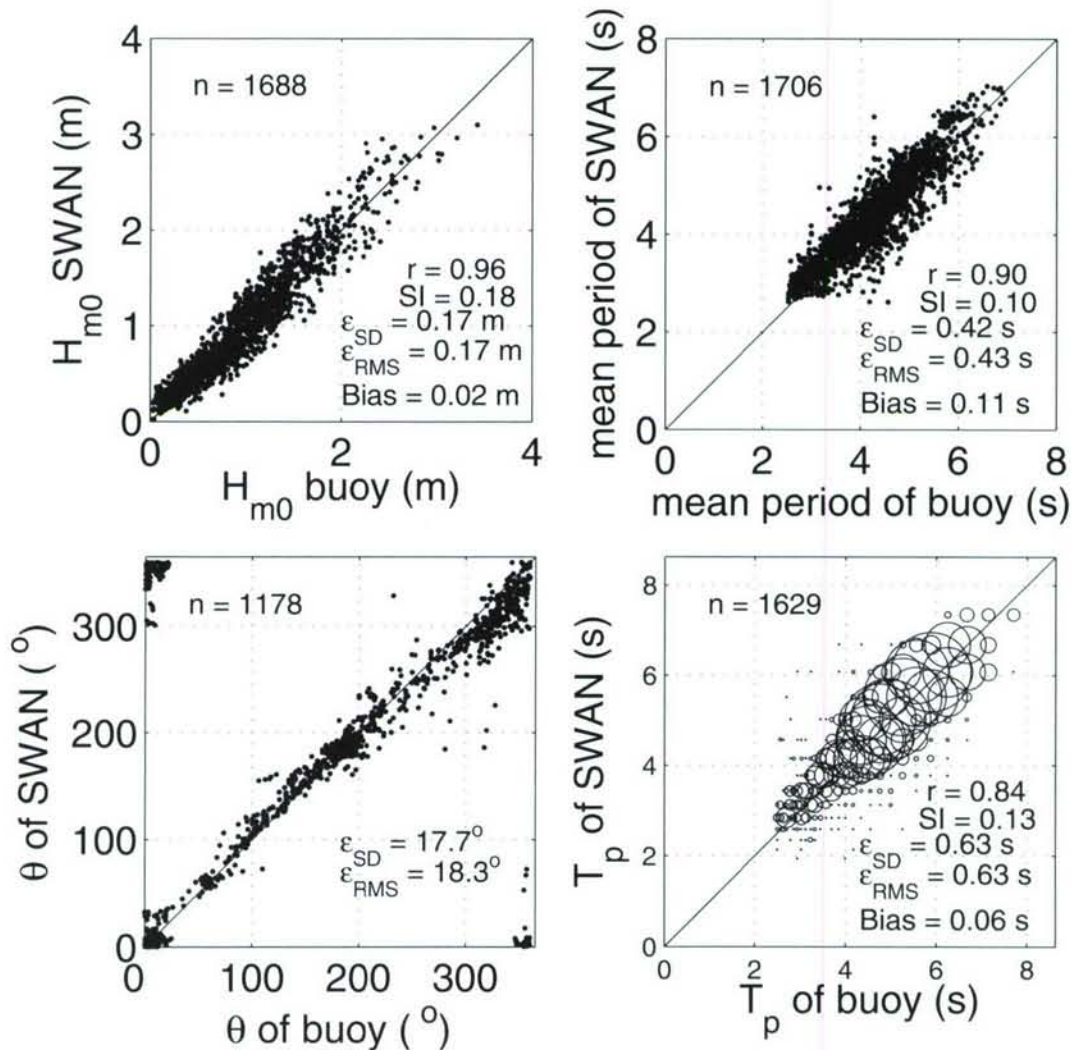 4
3
2
1
0
H_m0 SWAN (m)
n = 1688
r = 0.96
SI = 0.18
ε_SD = 0.17 m
ε_RMS = 0.17 m
Bias = 0.02 m
0 2 4
H_m0 buoy (m)
8
6
4
2
0
mean period of SWAN (s)
n = 1706
r = 0.90
SI = 0.10
ε_SD = 0.42 s
ε_RMS = 0.43 s
Bias = 0.11 s
0 2 4 6 8
mean period of buoy (s)
300
200
100
0
θ of SWAN (°)
n = 1178
ε_SD = 17.7°
ε_RMS = 18.3°
0 100 200 300
θ of buoy (°)
8
6
4
2
0
T_p of SWAN (s)
n = 1629
r = 0.84
SI = 0.13
ε_SD = 0.63 s
ε_RMS = 0.63 s
Bias = 0.06 s
0 2 4 6 8
T_p of buoy (s)